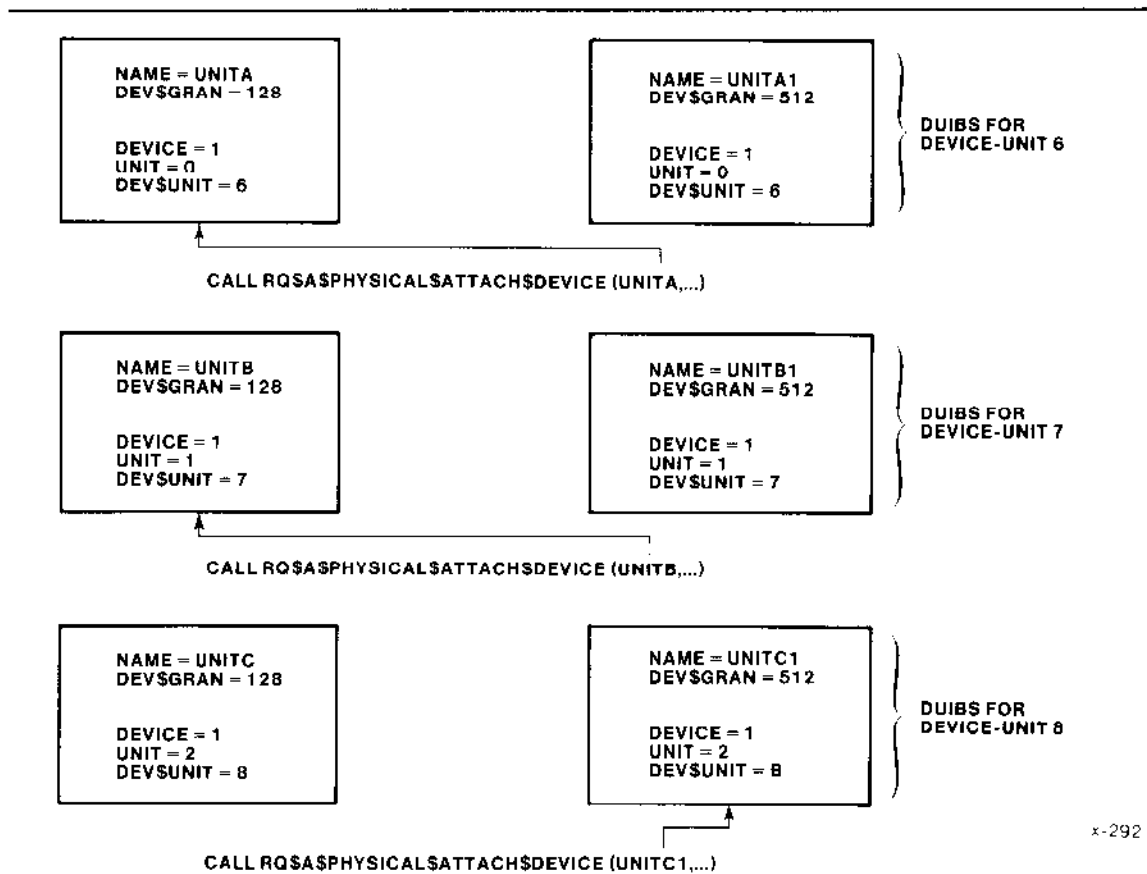 NAME = UNITA
DEV$GRAN = 128
DEVICE = 1
UNIT = 0
DEV$UNIT = 6
NAME = UNITA1
DEV$GRAN = 512
DEVICE = 1
UNIT = 0
DEV$UNIT = 6
DUIBS FOR
DEVICE-UNIT 6
CALL RQ$A$PHYSICAL$ATTACH$DEVICE (UNITA,...)
NAME = UNITB
DEV$GRAN = 128
DEVICE = 1
UNIT = 1
DEV$UNIT = 7
NAME = UNITB1
DEV$GRAN = 512
DEVICE = 1
UNIT = 1
DEV$UNIT = 7
DUIBS FOR
DEVICE-UNIT 7
CALL RQ$A$PHYSICAL$ATTACH$DEVICE (UNITB,...)
NAME = UNITC
DEV$GRAN = 128
DEVICE = 1
UNIT = 2
DEV$UNIT = 8
NAME = UNITC1
DEV$GRAN = 512
DEVICE = 1
UNIT = 2
DEV$UNIT = 8
DUIBS FOR
DEVICE-UNIT 8
CALL RQ$A$PHYSICAL$ATTACH$DEVICE (UNITC1,...)
x-292